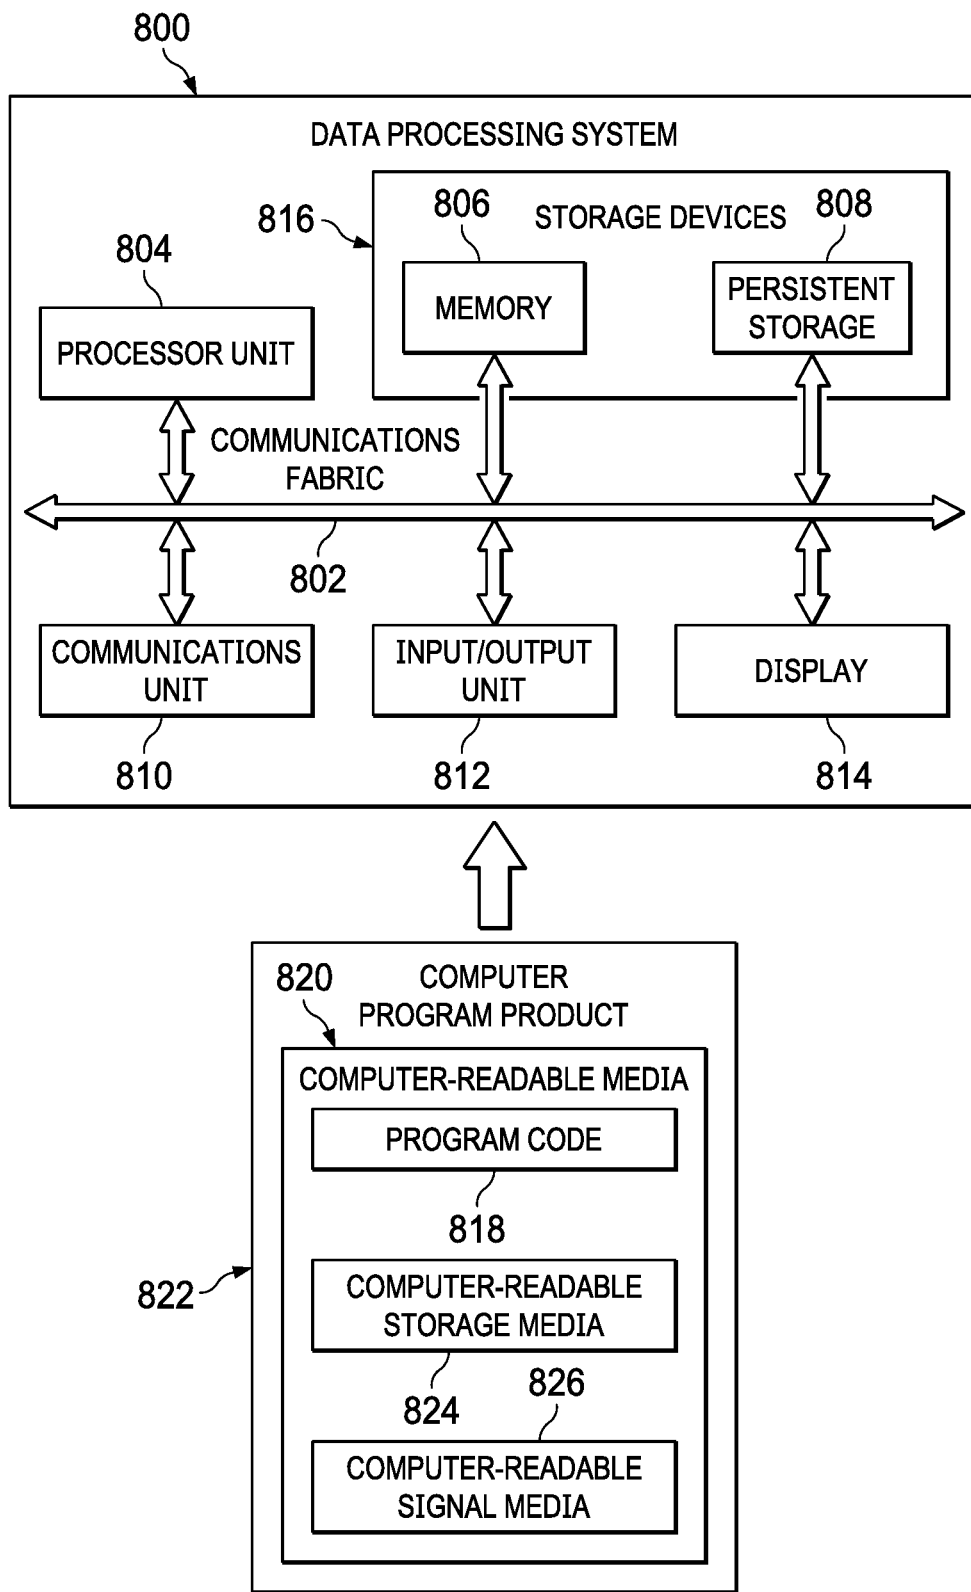 800
DATA PROCESSING SYSTEM
816
806
STORAGE DEVICES
808
804
MEMORY
PERSISTENT
STORAGE
PROCESSOR UNIT
COMMUNICATIONS
FABRIC
802
COMMUNICATIONS
UNIT
INPUT/OUTPUT
UNIT
DISPLAY
810
812
814
820
COMPUTER
PROGRAM PRODUCT
COMPUTER-READABLE MEDIA
PROGRAM CODE
818
822
COMPUTER-READABLE
STORAGE MEDIA
824
826
COMPUTER-READABLE
SIGNAL MEDIA